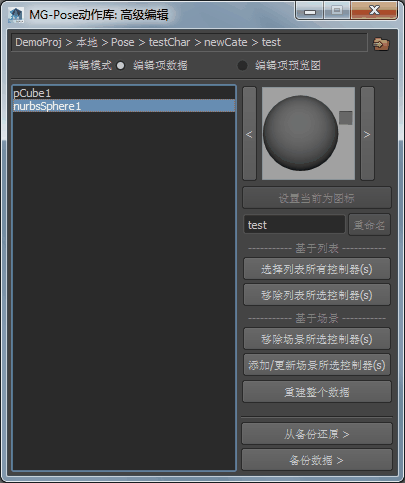 MG-Pose动作库: 高级编辑
DemoProj > 本地 > Pose > testChar > newCate > test
编辑模式 编辑项数据 编辑项预览图
pCube1
nurbsSphere1
< >
设置当前为图标
test 重命名
----------- 基于列表 -----------
选择列表所有控制器(s)
移除列表所选控制器(s)
----------- 基于场景 -----------
移除场景所选控制器(s)
添加/更新场景所选控制器(s)
重建整个数据
从备份还原 >
备份数据 >